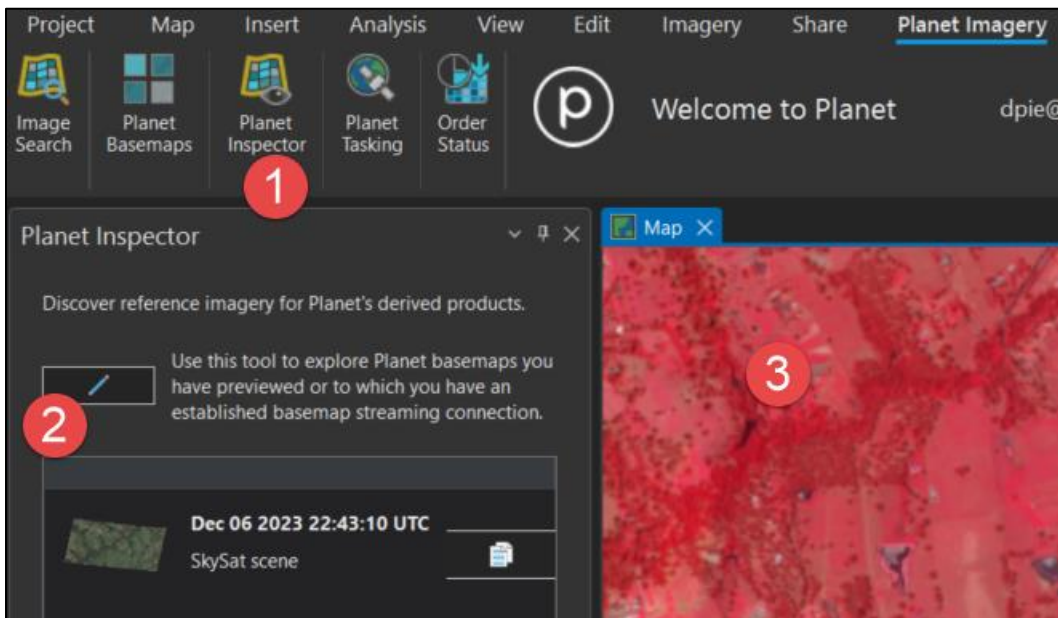 Project Map Insert Analysis View Edit Imagery Share Planet Imagery
Image Search
Planet Basemaps
Planet Inspector
Planet Tasking
Order Status
p
Welcome to Planet
dpie@
1
Planet Inspector
Map
Discover reference imagery for Planet's derived products.
Use this tool to explore Planet basemaps you
have previewed or to which you have an
established basemap streaming connection.
2
3
Dec 06 2023 22:43:10 UTC
SkySat scene